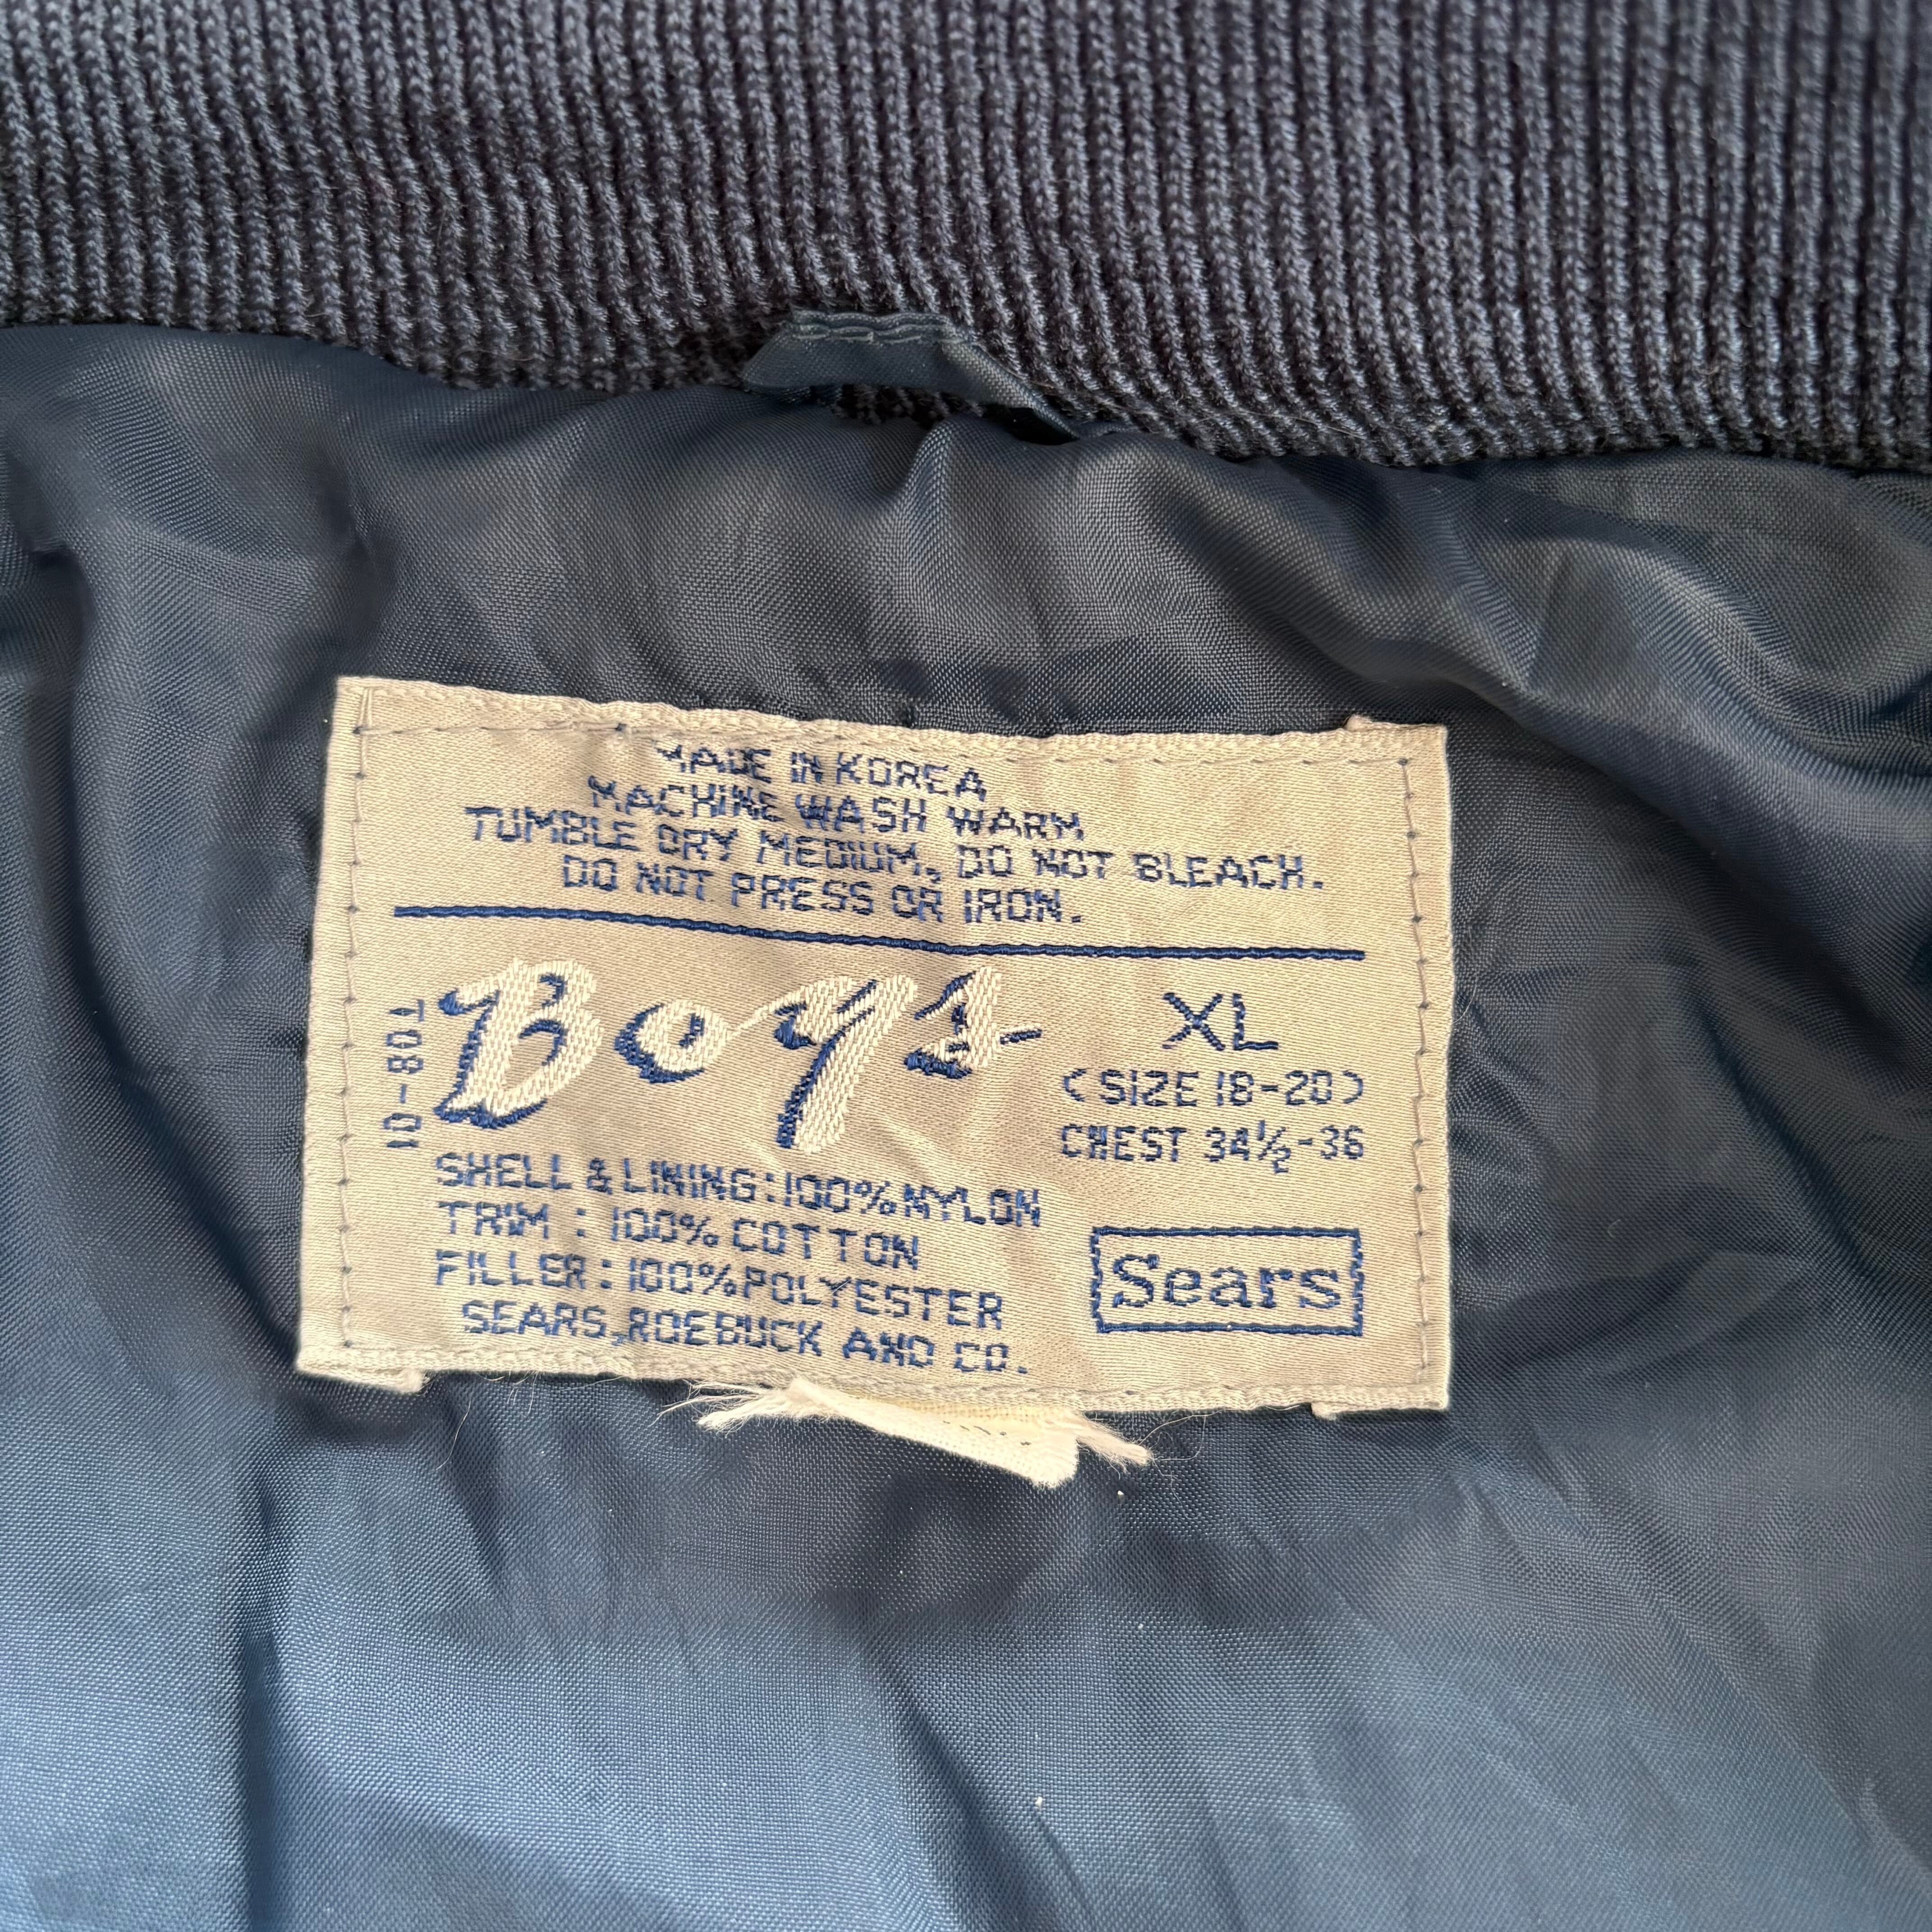 MADE IN KOREA
MACHINE WASH WARM
TUMBLE DRY MEDIUM, DO NOT BLEACH.
DO NOT PRESS OR IRON.
T08-01
Boys
XL
(SIZE 18-20)
CHEST 34½-36
SHELL & LINING:100%NYLON
TRIM : 100% COTTON
FILLER:100%POLYESTER
SEARS,ROEBUCK AND CO.
Sears